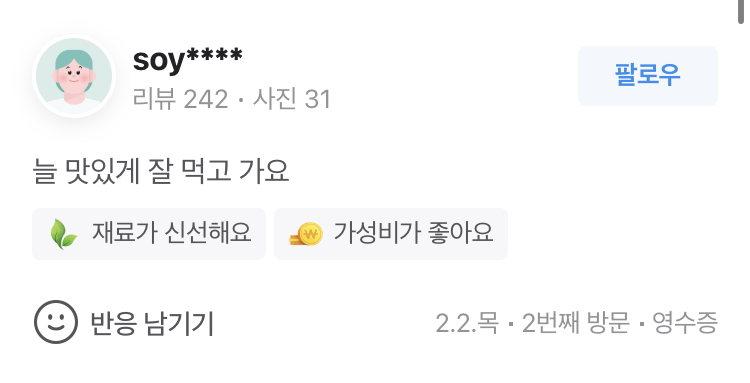 soy****
리뷰 242 · 사진 31
팔로우
늘 맛있게 잘 먹고 가요
재료가 신선해요
가성비가 좋아요
반응 남기기
2.2.목 · 2번째 방문 · 영수증